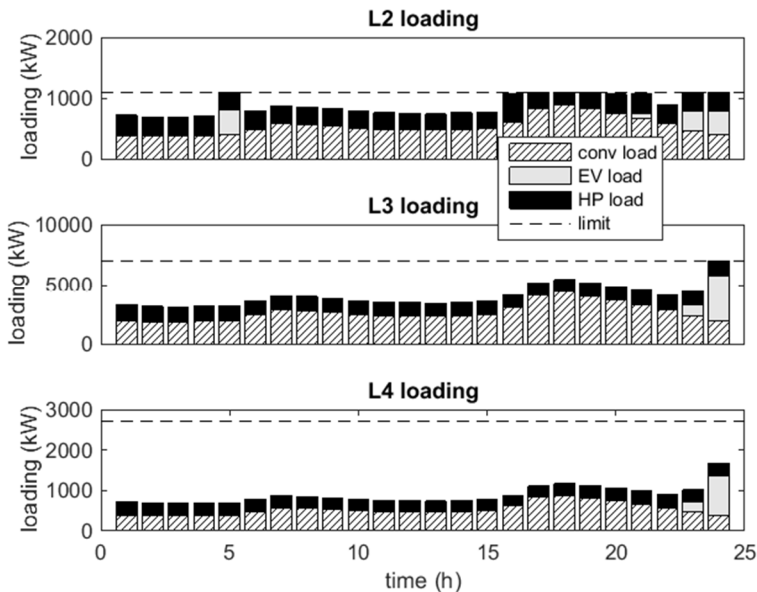 L2 loading
2000
1000
0
loading (kW)
conv load
EV load
HP load
limit
L3 loading
10000
5000
0
loading (kW)
L4 loading
3000
2000
1000
0
loading (kW)
0 5 10 15 20 25
time (h)